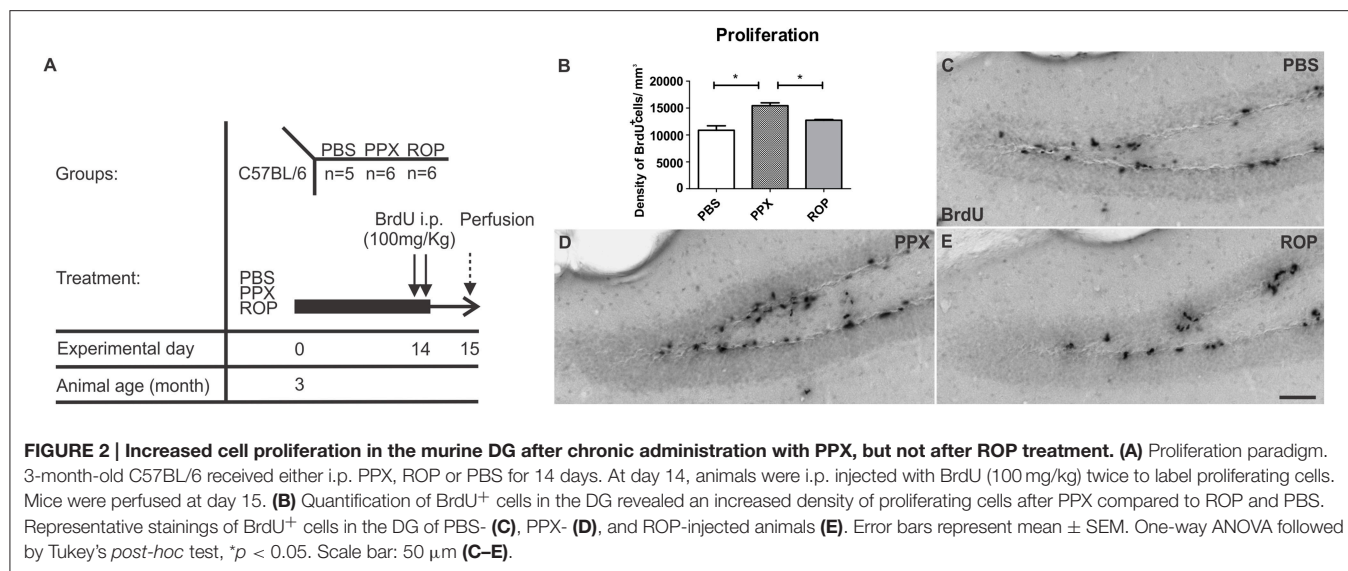 A
Groups:
PBS PPX ROP
C57BL/6 n=5 n=6 n=6
BrdU i.p. Perfusion
(100mg/Kg)
Treatment:
PBS
PPX
ROP
Experimental day 0 14 15
Animal age (month) 3
Proliferation
B
Density of BrdU+cells/ mm³
20000
15000
10000
5000
0
* *
PBS PPX ROP
C PBS
BrdU
D PPX
E ROP
FIGURE 2 | Increased cell proliferation in the murine DG after chronic administration with PPX, but not after ROP treatment. (A) Proliferation paradigm.
3-month-old C57BL/6 received either i.p. PPX, ROP or PBS for 14 days. At day 14, animals were i.p. injected with BrdU (100 mg/kg) twice to label proliferating cells.
Mice were perfused at day 15. (B) Quantification of BrdU+ cells in the DG revealed an increased density of proliferating cells after PPX compared to ROP and PBS.
Representative stainings of BrdU+ cells in the DG of PBS- (C), PPX- (D), and ROP-injected animals (E). Error bars represent mean ± SEM. One-way ANOVA followed
by Tukey's post-hoc test, *p < 0.05. Scale bar: 50 μm (C–E).